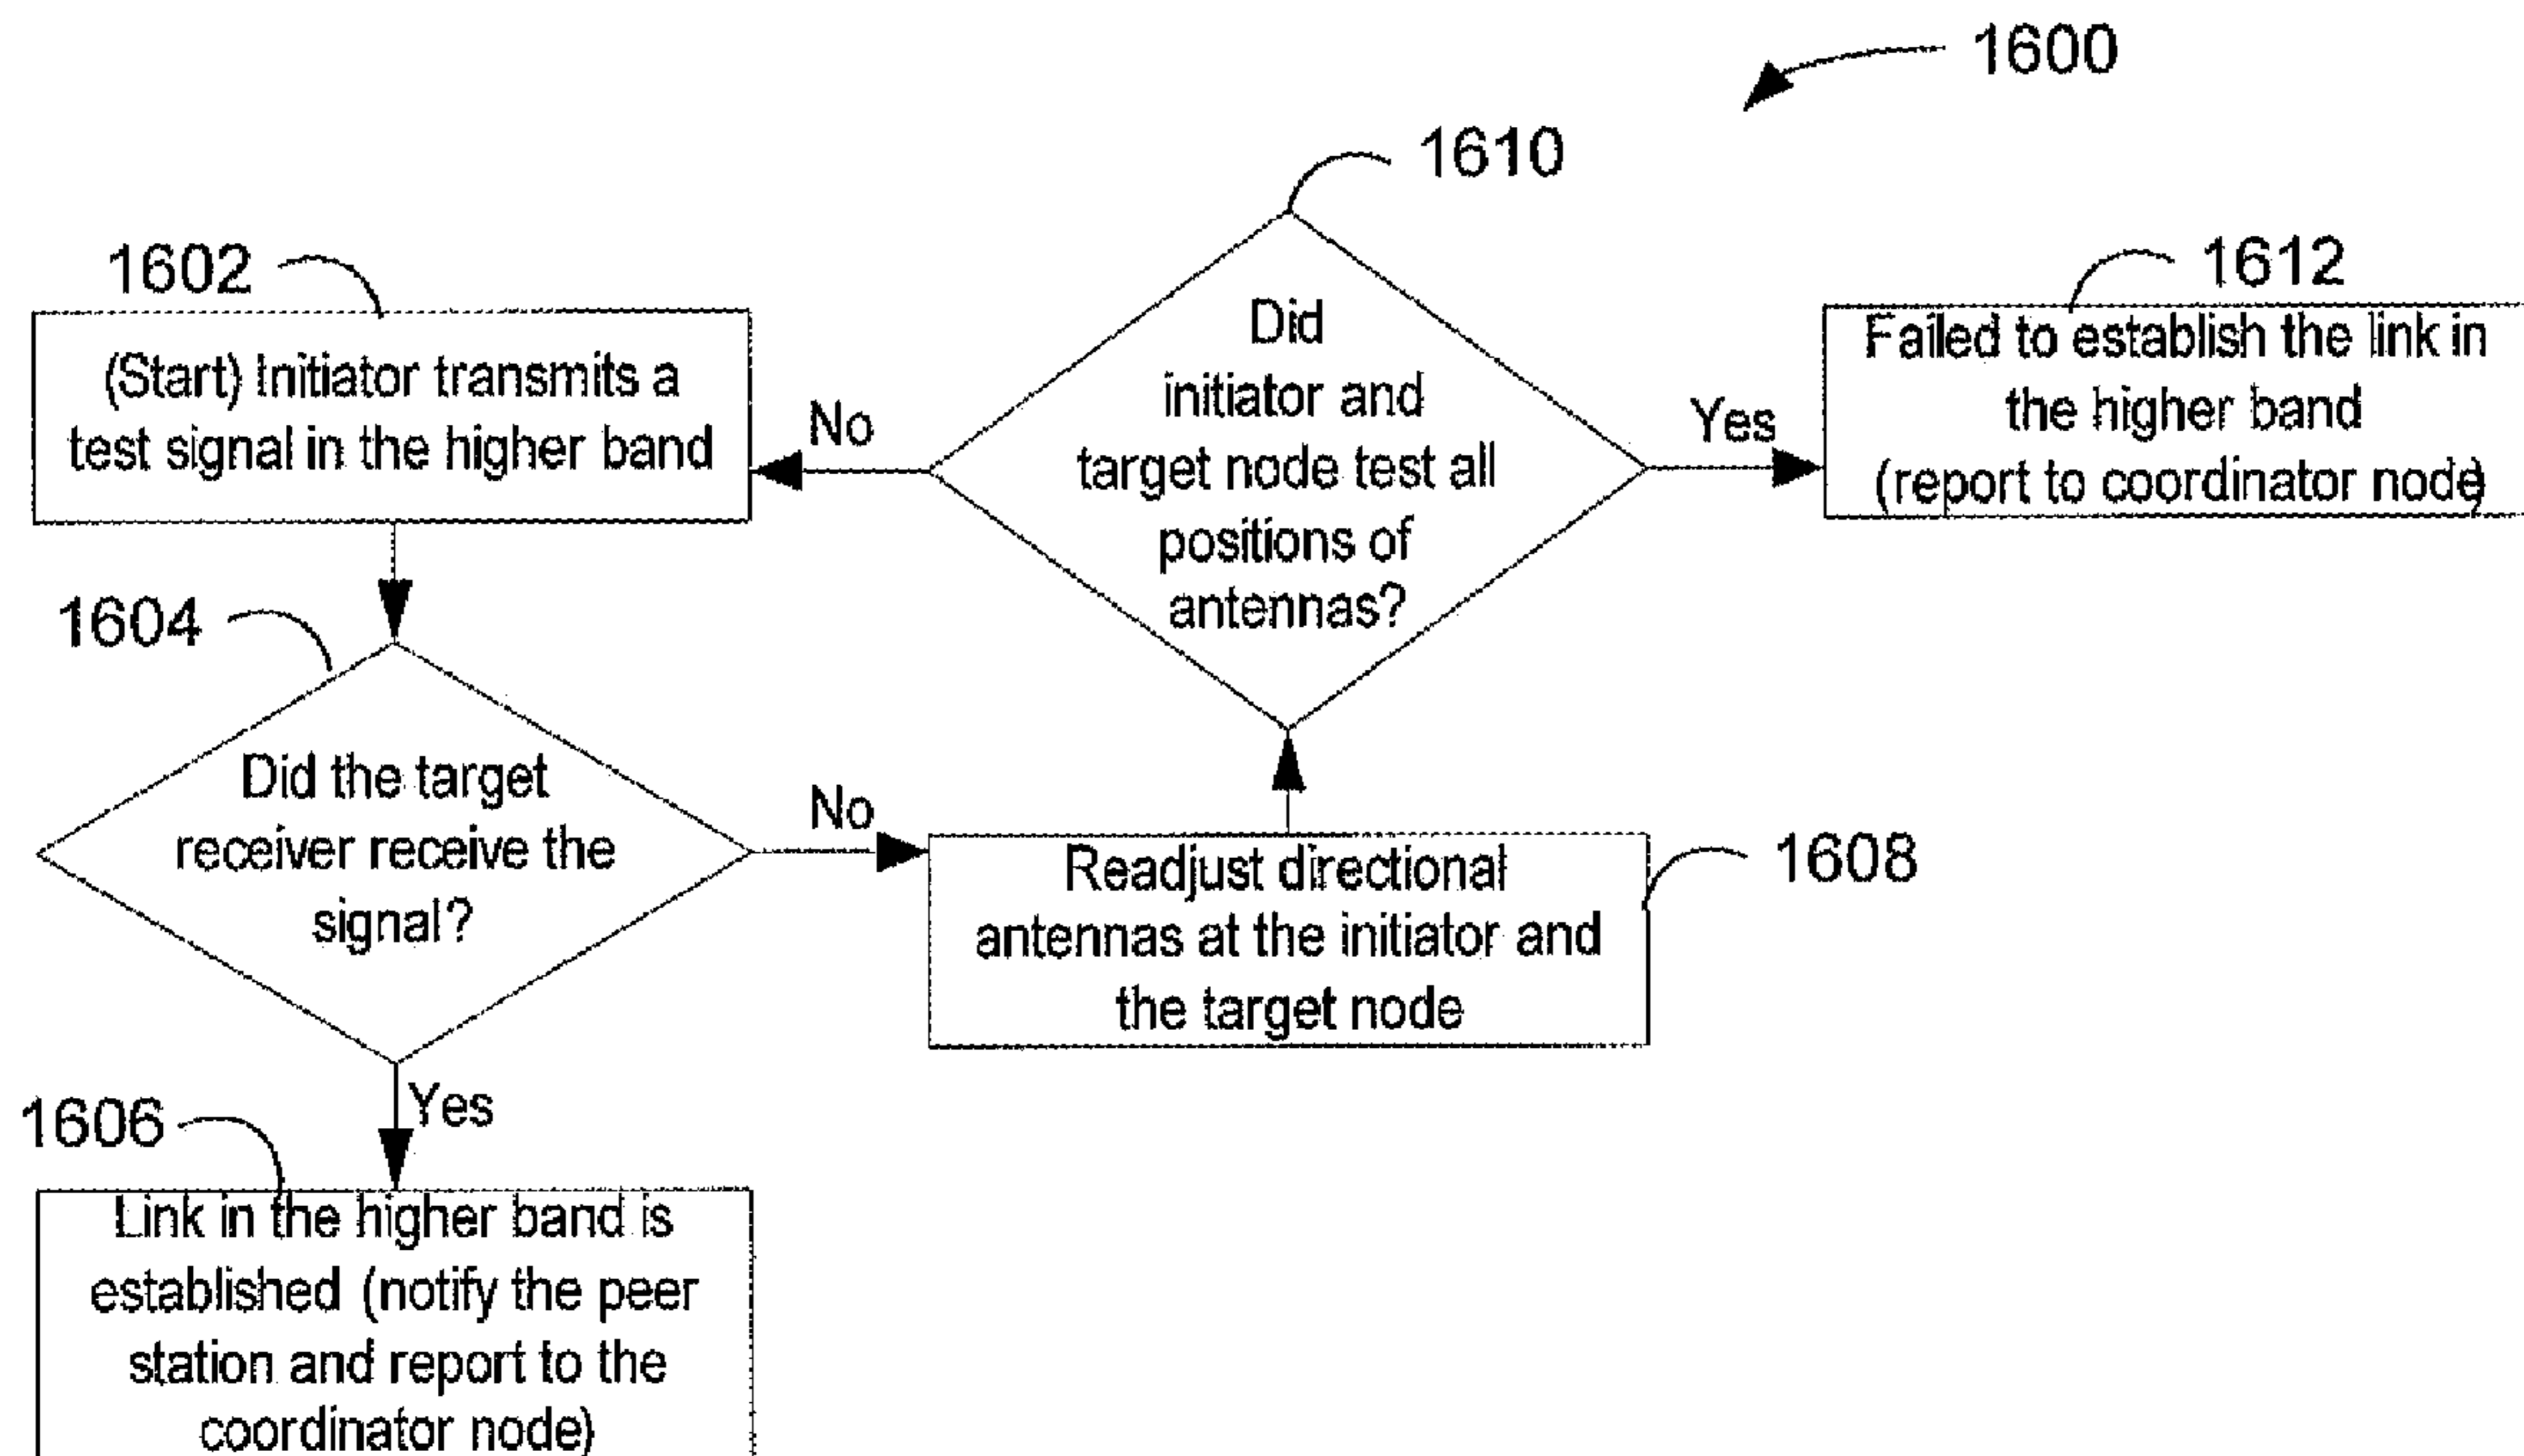 1600
1610
1602
1612
(Start) Initiator transmits a
test signal in the higher band
No
Did
initiator and
target node test all
positions of
antennas?
Yes
Failed to establish the link in
the higher band
(report to coordinator node)
1604
Did the target
receiver receive the
signal?
No
Readjust directional
antennas at the initiator and
the target node
1608
Yes
1606
Link in the higher band is
established (notify the peer
station and report to the
coordinator node)